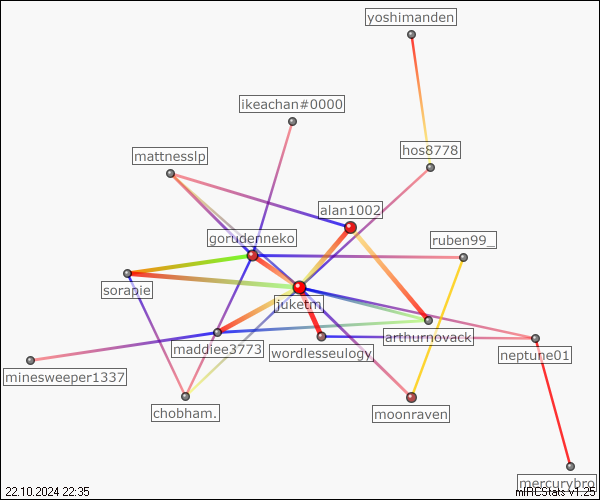 yoshimanden
ikeachan#0000
hos8778
mattnesslp
alan1002
gorudenneko
ruben99_
sorapie
juketm
arthurnovack
maddiee3773
wordlesseulogy
neptune01
minesweeper1337
chobham.
moonraven
mercurybro
22.10.2024 22:35
mIRCStats v1.25